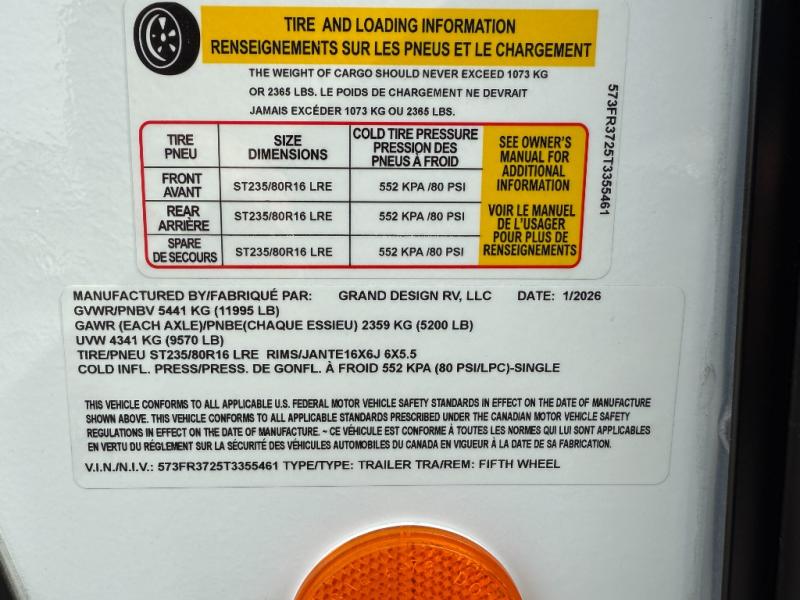 TIRE AND LOADING INFORMATION
RENSEIGNEMENTS SUR LES PNEUS ET LE CHARGEMENT
THE WEIGHT OF CARGO SHOULD NEVER EXCEED 1073 KG
OR 2365 LBS. LE POIDS DE CHARGEMENT NE DEVRAIT
JAMAIS EXCÉDER 1073 KG OU 2365 LBS.
TIRE
PNEU
SIZE
DIMENSIONS
COLD TIRE PRESSURE
PRESSION DES
PNEUS À FROID
FRONT
AVANT
ST235/80R16 LRE
552 KPA /80 PSI
REAR
ARRIÈRE
ST235/80R16 LRE
552 KPA /80 PSI
SPARE
DE SECOURS
ST235/80R16 LRE
552 KPA /80 PSI
SEE OWNER'S
MANUAL FOR
ADDITIONAL
INFORMATION
VOIR LE MANUEL
DE L'USAGER
POUR PLUS DE
RENSEIGNEMENTS
573FR3725T3355461
MANUFACTURED BY/FABRIQUÉ PAR: GRAND DESIGN RV, LLC DATE: 1/2026
GVWR/PNBV 5441 KG (11995 LB)
GAWR (EACH AXLE)/PNBE(CHAQUE ESSIEU) 2359 KG (5200 LB)
UVW 4341 KG (9570 LB)
TIRE/PNEU ST235/80R16 LRE RIMS/JANTE16X6J 6X5.5
COLD INFL. PRESS/PRESS. DE GONFL. À FROID 552 KPA (80 PSI/LPC)-SINGLE
THIS VEHICLE CONFORMS TO ALL APPLICABLE U.S. FEDERAL MOTOR VEHICLE SAFETY STANDARDS IN EFFECT ON THE DATE OF MANUFACTURE
SHOWN ABOVE. THIS VEHICLE CONFORMS TO ALL APPLICABLE STANDARDS PRESCRIBED UNDER THE CANADIAN MOTOR VEHICLE SAFETY
REGULATIONS IN EFFECT ON THE DATE OF MANUFACTURE. ~ CE VÉHICULE EST CONFORME À TOUTES LES NORMES QUI LUI SONT APPLICABLES
EN VERTU DU RÉGLEMENT SUR LA SÉCURITÉ DES VÉHICULES AUTOMOBILES DU CANADA EN VIGUEUR À LA DATE DE SA FABRICATION.
V.I.N./N.I.V.: 573FR3725T3355461 TYPE/TYPE: TRAILER TRA/REM: FIFTH WHEEL